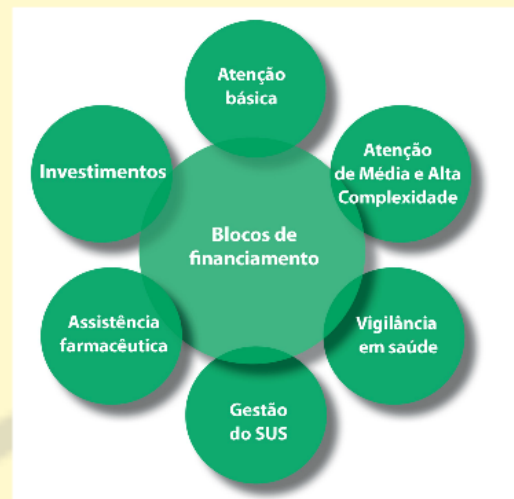 Atenção
básica
Atenção
de Média e Alta
Complexidade
Vigilância
em saúde
Gestão
do SUS
Assistência
farmacêutica
Investimentos
Blocos de
financiamento